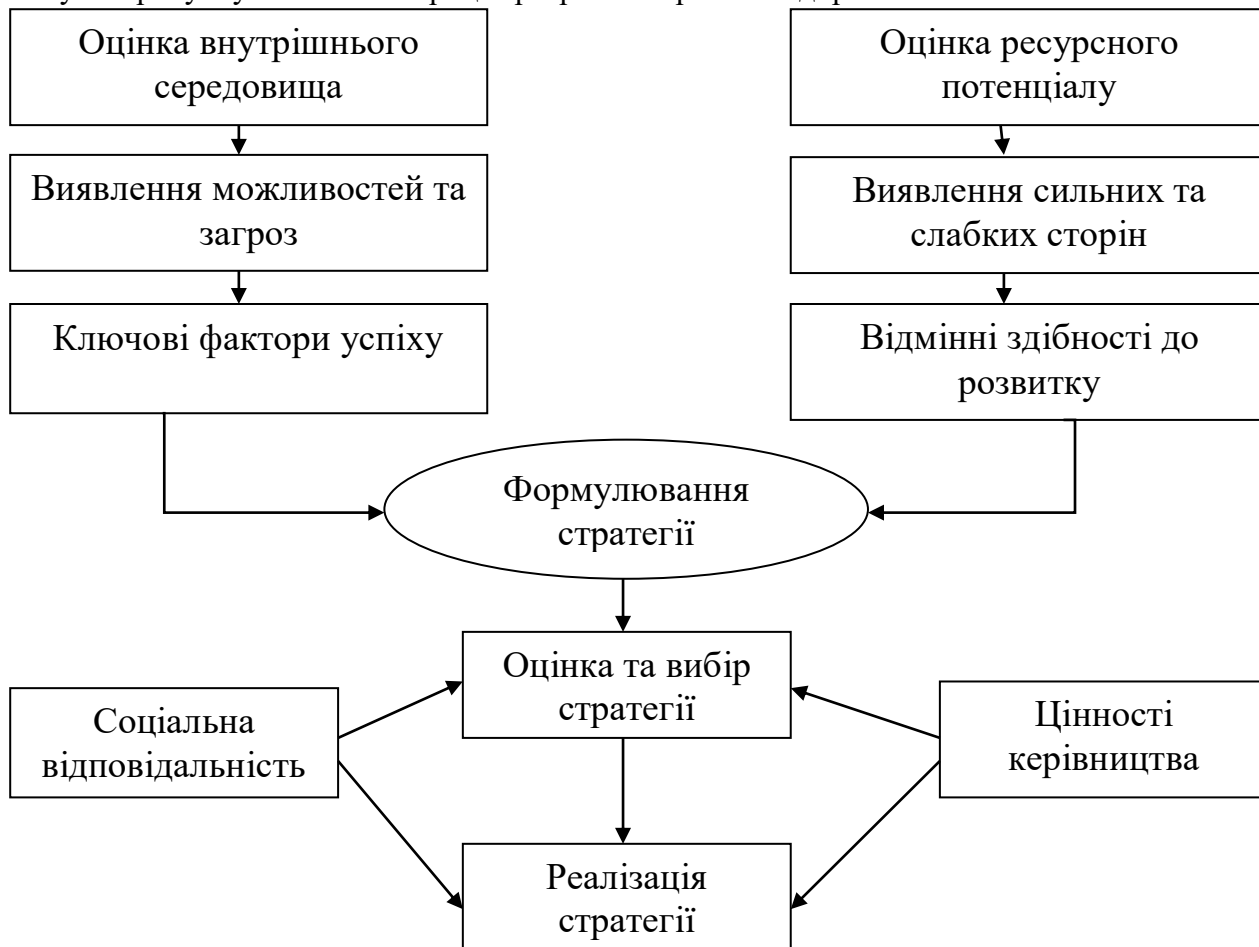 Оцінка внутрішнього
середовища
Оцінка ресурсного
потенціалу
Виявлення можливостей та
загроз
Виявлення сильних та
слабких сторін
Ключові фактори успіху
Відмінні здібності до
розвитку
Формулювання
стратегії
Оцінка та вибір
стратегії
Соціальна
відповідальність
Цінності
керівництва
Реалізація
стратегії